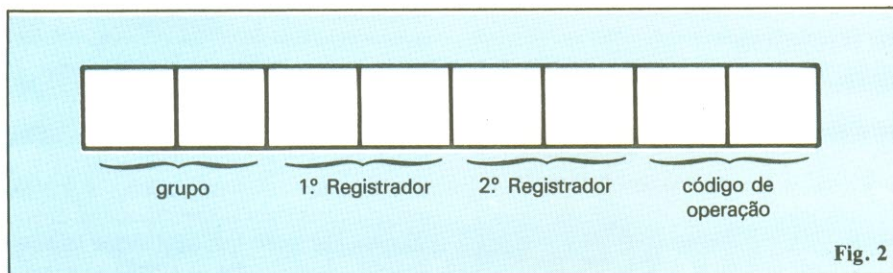 grupo
1º Registrador
2º Registrador
código de
operação
Fig. 2